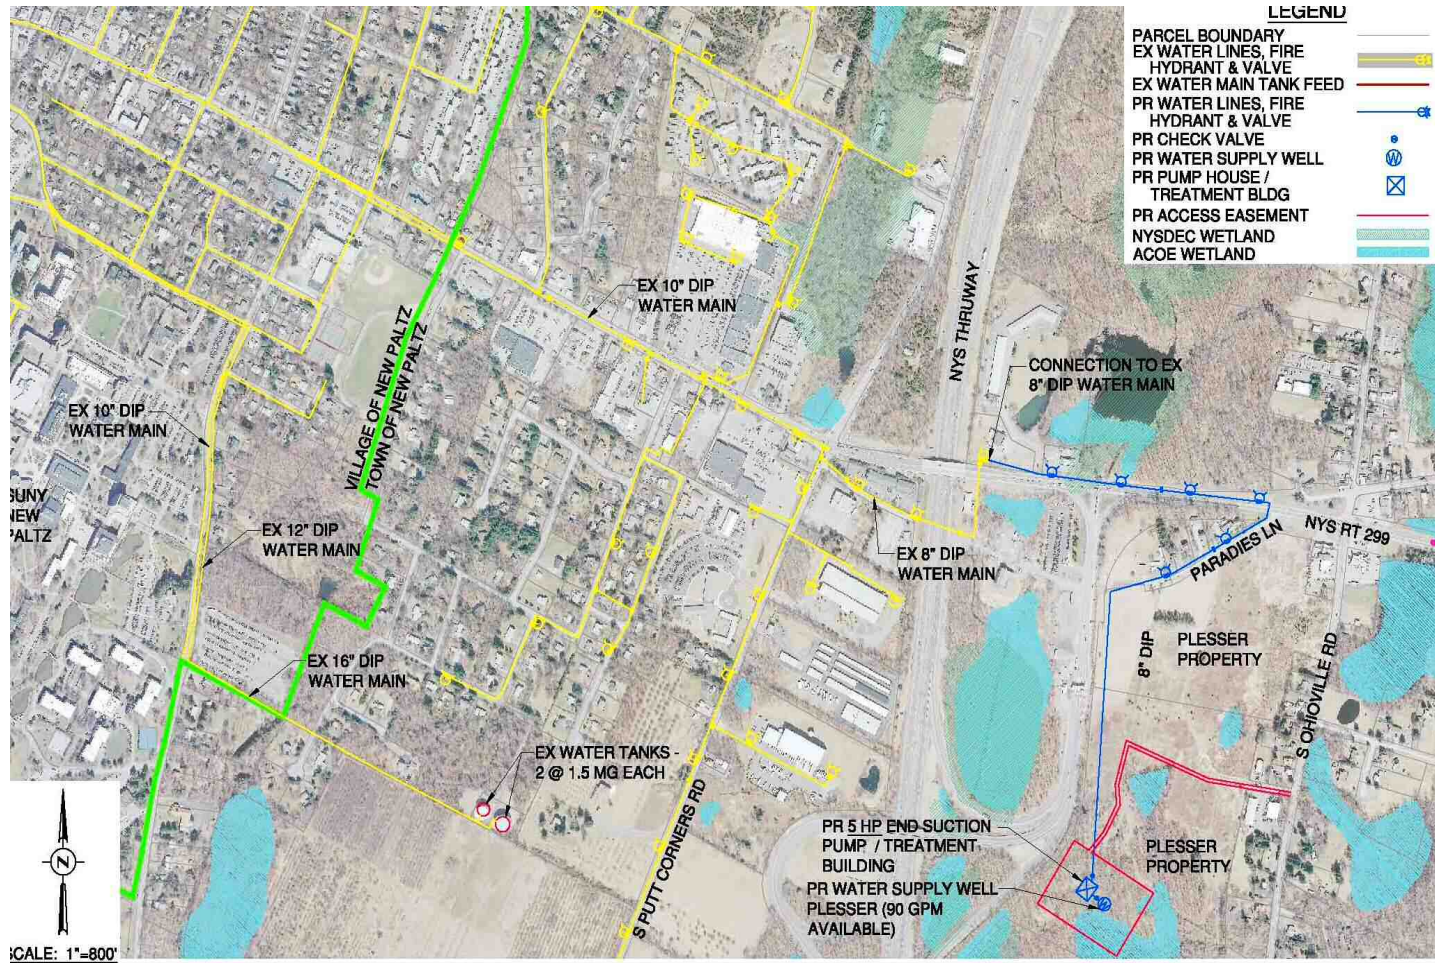 LEGEND
PARCEL BOUNDARY
EX WATER LINES, FIRE
HYDRANT & VALVE
EX WATER MAIN TANK FEED
PR WATER LINES, FIRE
HYDRANT & VALVE
PR CHECK VALVE
PR WATER SUPPLY WELL
W
PR PUMP HOUSE /
TREATMENT BLDG
PR ACCESS EASEMENT
NYSDEC WETLAND
ACOE WETLAND
EX 10" DIP
WATER MAIN
NYS THRUWAY
VILLAGE OF NEW PALTZ
TOWN OF NEW PALTZ
CONNECTION TO EX
8" DIP WATER MAIN
EX 10" DIP
WATER MAIN
SUNY
NEW
PALTZ
EX 12" DIP
WATER MAIN
EX 8" DIP
WATER MAIN
NYS RT 299
PARADIES LN
8" DIP
PLESSER
PROPERTY
S OHIOVILLE RD
EX 16" DIP
WATER MAIN
EX WATER TANKS -
2 @ 1.5 MG EACH
S PUTT CORNERS RD
PR 5 HP END SUCTION
PUMP / TREATMENT
BUILDING
PLESSER
PROPERTY
PR WATER SUPPLY WELL
PLESSER (90 GPM
AVAILABLE)
W
N
SCALE: 1"=800'